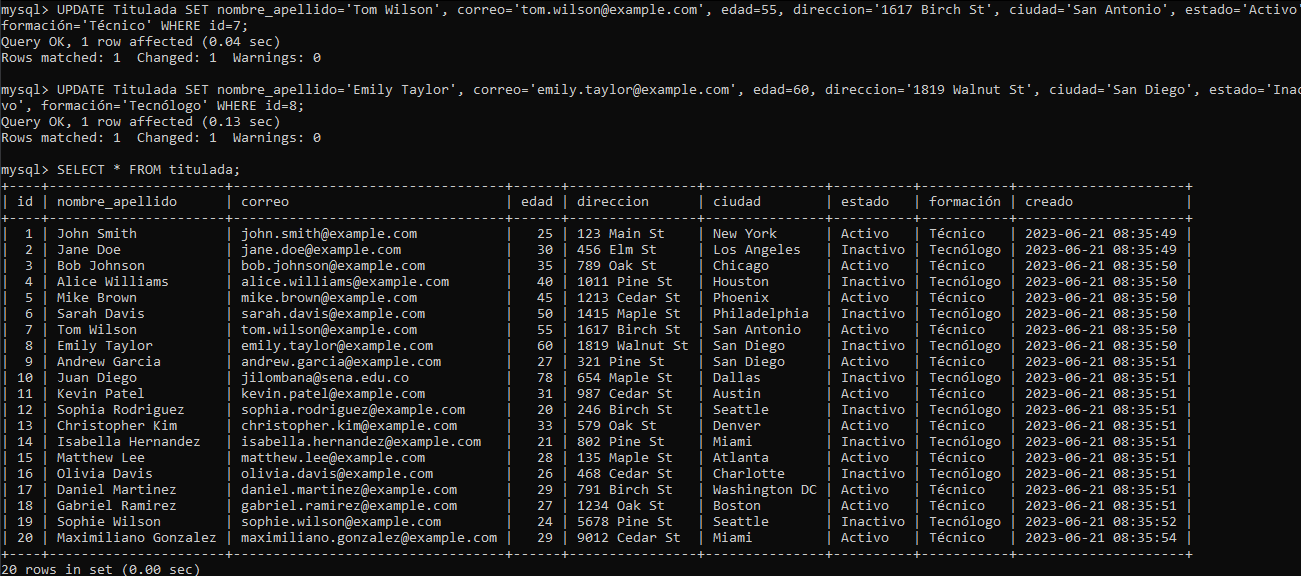 mysql> UPDATE Titulada SET nombre_apellido='Tom Wilson', correo='tom.wilson@example.com', edad=55, direccion='1617 Birch St', ciudad='San Antonio', estado='Activo'
formación='Técnico' WHERE id=7;
Query OK, 1 row affected (0.04 sec)
Rows matched: 1  Changed: 1  Warnings: 0

mysql> UPDATE Titulada SET nombre_apellido='Emily Taylor', correo='emily.taylor@example.com', edad=60, direccion='1819 Walnut St', ciudad='San Diego', estado='Inac
vo', formación='Tecnólogo' WHERE id=8;
Query OK, 1 row affected (0.13 sec)
Rows matched: 1  Changed: 1  Warnings: 0

mysql> SELECT * FROM titulada;
+----+----------------------+----------------------------------+------+----------------+---------------+----------+-----------+---------------------+
| id | nombre_apellido      | correo                           | edad | direccion      | ciudad        | estado   | formación | creado              |
+----+----------------------+----------------------------------+------+----------------+---------------+----------+-----------+---------------------+
|  1 | John Smith           | john.smith@example.com           |   25 | 123 Main St    | New York      | Activo   | Técnico   | 2023-06-21 08:35:49 |
|  2 | Jane Doe             | jane.doe@example.com             |   30 | 456 Elm St     | Los Angeles   | Inactivo | Tecnólogo | 2023-06-21 08:35:49 |
|  3 | Bob Johnson          | bob.johnson@example.com          |   35 | 789 Oak St     | Chicago       | Activo   | Técnico   | 2023-06-21 08:35:50 |
|  4 | Alice Williams       | alice.williams@example.com       |   40 | 1011 Pine St   | Houston       | Inactivo | Tecnólogo | 2023-06-21 08:35:50 |
|  5 | Mike Brown           | mike.brown@example.com           |   45 | 1213 Cedar St  | Phoenix       | Activo   | Técnico   | 2023-06-21 08:35:50 |
|  6 | Sarah Davis          | sarah.davis@example.com          |   50 | 1415 Maple St  | Philadelphia  | Inactivo | Tecnólogo | 2023-06-21 08:35:50 |
|  7 | Tom Wilson           | tom.wilson@example.com           |   55 | 1617 Birch St  | San Antonio   | Activo   | Técnico   | 2023-06-21 08:35:50 |
|  8 | Emily Taylor         | emily.taylor@example.com         |   60 | 1819 Walnut St | San Diego     | Inactivo | Tecnólogo | 2023-06-21 08:35:50 |
|  9 | Andrew Garcia        | andrew.garcia@example.com        |   27 | 321 Pine St    | San Diego     | Activo   | Técnico   | 2023-06-21 08:35:51 |
| 10 | Juan Diego           | jilombana@sena.edu.co            |   78 | 654 Maple St   | Dallas        | Inactivo | Tecnólogo | 2023-06-21 08:35:51 |
| 11 | Kevin Patel          | kevin.patel@example.com          |   31 | 987 Cedar St   | Austin        | Activo   | Técnico   | 2023-06-21 08:35:51 |
| 12 | Sophia Rodriguez     | sophia.rodriguez@example.com     |   20 | 246 Birch St   | Seattle       | Inactivo | Tecnólogo | 2023-06-21 08:35:51 |
| 13 | Christopher Kim      | christopher.kim@example.com      |   33 | 579 Oak St     | Denver        | Activo   | Técnico   | 2023-06-21 08:35:51 |
| 14 | Isabella Hernandez   | isabella.hernandez@example.com   |   21 | 802 Pine St    | Miami         | Inactivo | Tecnólogo | 2023-06-21 08:35:51 |
| 15 | Matthew Lee          | matthew.lee@example.com          |   28 | 135 Maple St   | Atlanta       | Activo   | Técnico   | 2023-06-21 08:35:51 |
| 16 | Olivia Davis         | olivia.davis@example.com         |   26 | 468 Cedar St   | Charlotte     | Inactivo | Tecnólogo | 2023-06-21 08:35:51 |
| 17 | Daniel Martinez      | daniel.martinez@example.com      |   29 | 791 Birch St   | Washington DC | Activo   | Técnico   | 2023-06-21 08:35:51 |
| 18 | Gabriel Ramirez      | gabriel.ramirez@example.com      |   27 | 1234 Oak St    | Boston        | Activo   | Técnico   | 2023-06-21 08:35:51 |
| 19 | Sophie Wilson        | sophie.wilson@example.com        |   24 | 5678 Pine St   | Seattle       | Inactivo | Tecnólogo | 2023-06-21 08:35:52 |
| 20 | Maximiliano Gonzalez | maximiliano.gonzalez@example.com |   29 | 9012 Cedar St  | Miami         | Activo   | Técnico   | 2023-06-21 08:35:54 |
+----+----------------------+----------------------------------+------+----------------+---------------+----------+-----------+---------------------+
20 rows in set (0.00 sec)